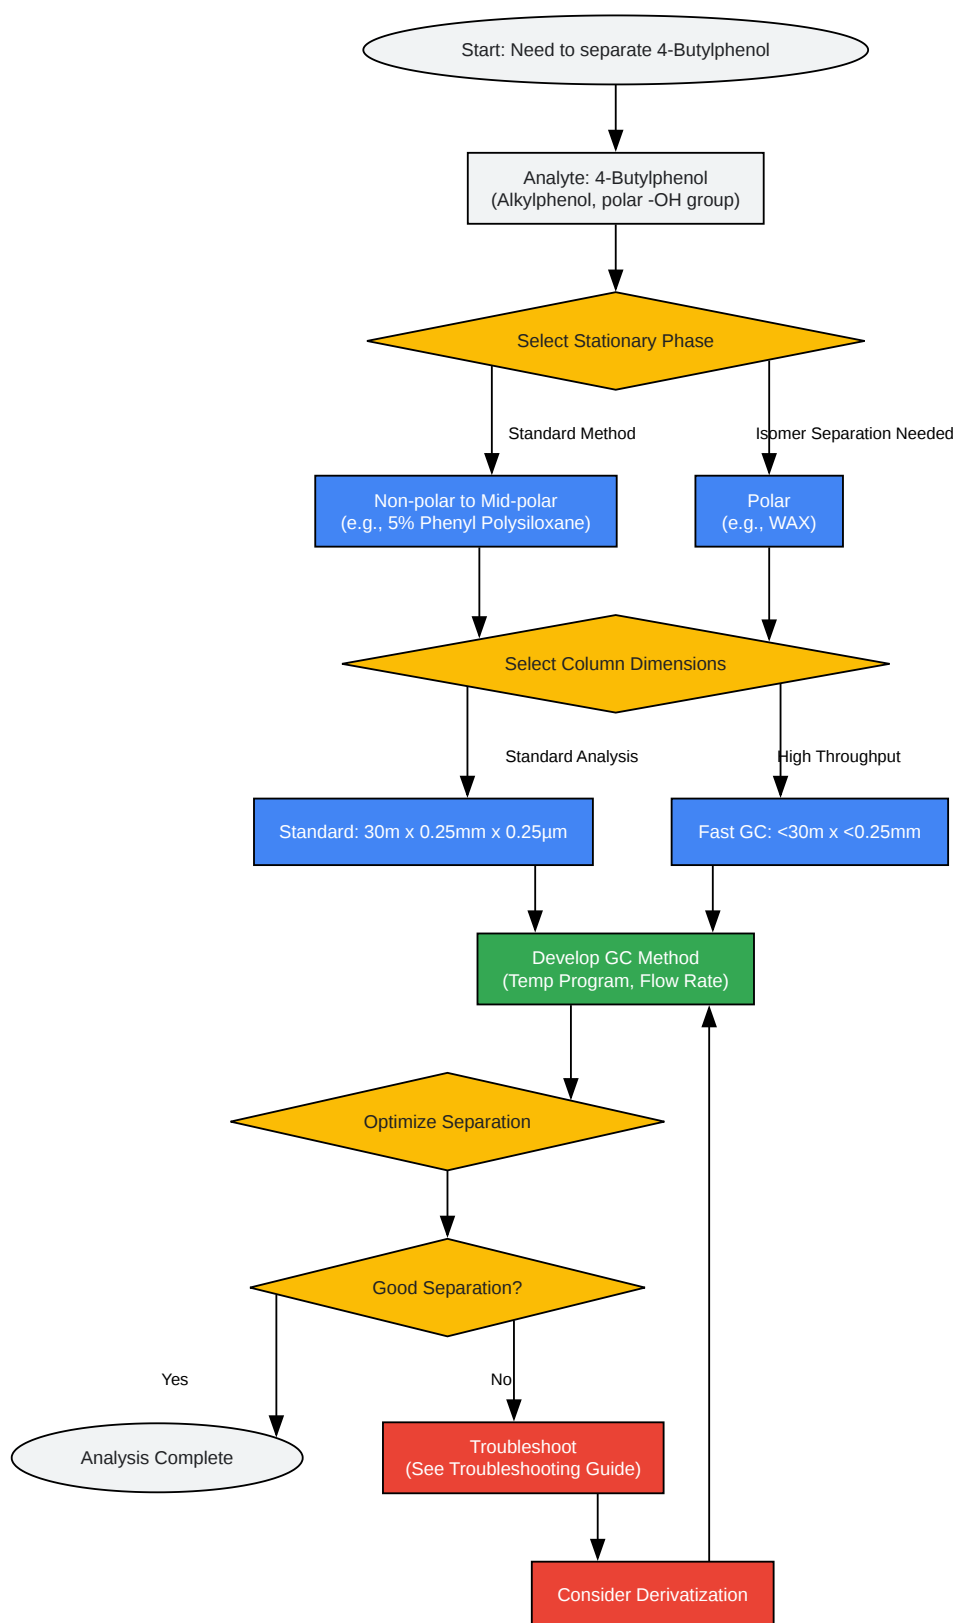 Start: Need to separate 4-Butylphenol
Analyte: 4-Butylphenol
(Alkylphenol, polar -OH group)
Select Stationary Phase
Standard Method
Isomer Separation Needed
Non-polar to Mid-polar
(e.g., 5% Phenyl Polysiloxane)
Polar
(e.g., WAX)
Select Column Dimensions
Standard Analysis
High Throughput
Standard: 30m x 0.25mm x 0.25µm
Fast GC: <30m x <0.25mm
Develop GC Method
(Temp Program, Flow Rate)
Optimize Separation
Good Separation?
Yes
No
Analysis Complete
Troubleshoot
(See Troubleshooting Guide)
Consider Derivatization